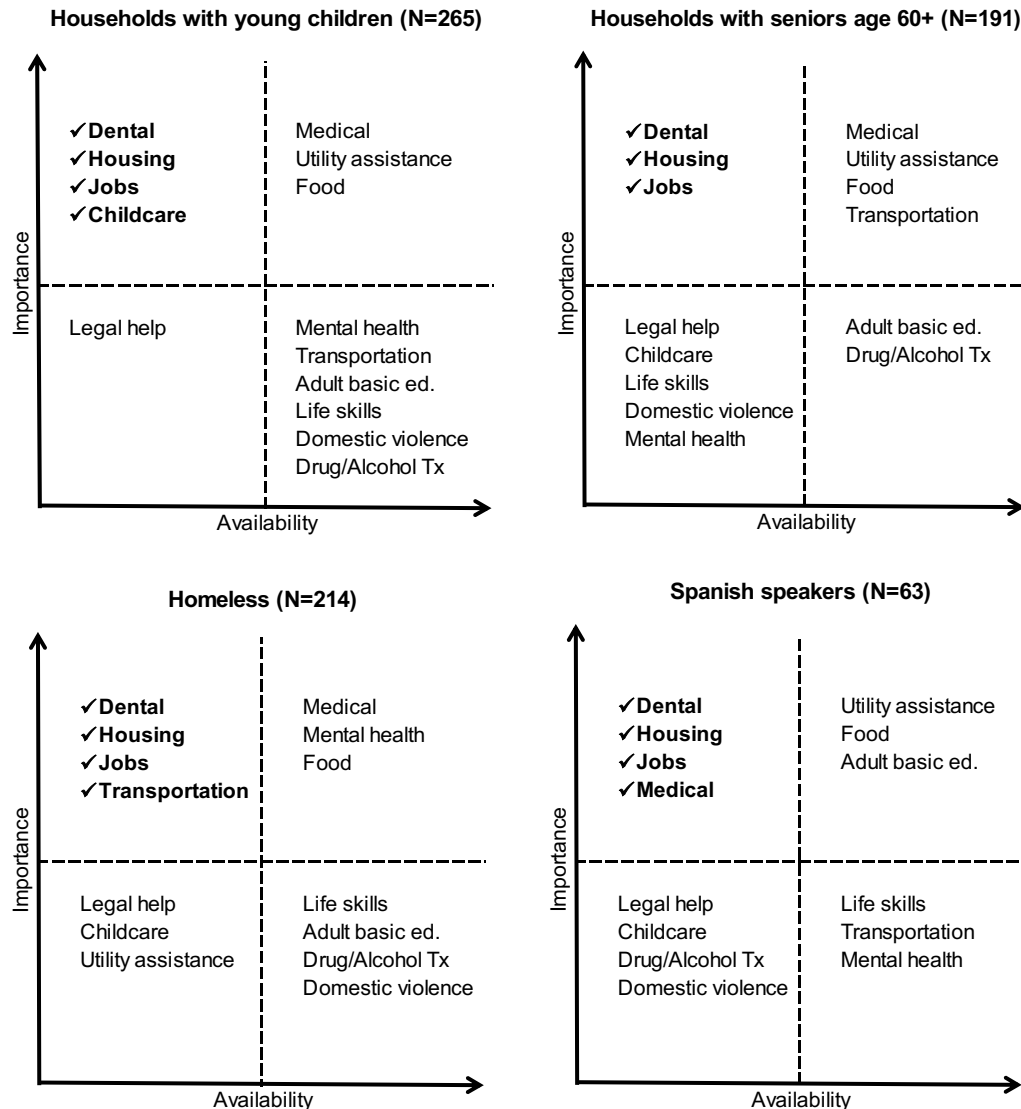 Households with young children (N=265)
Importance
✓Dental
✓Housing
✓Jobs
✓Childcare
Medical
Utility assistance
Food
Legal help
Mental health
Transportation
Adult basic ed.
Life skills
Domestic violence
Drug/Alcohol Tx
Availability
Households with seniors age 60+ (N=191)
Importance
✓Dental
✓Housing
✓Jobs
Medical
Utility assistance
Food
Transportation
Legal help
Childcare
Life skills
Domestic violence
Mental health
Adult basic ed.
Drug/Alcohol Tx
Availability
Homeless (N=214)
Importance
✓Dental
✓Housing
✓Jobs
✓Transportation
Medical
Mental health
Food
Legal help
Childcare
Utility assistance
Life skills
Adult basic ed.
Drug/Alcohol Tx
Domestic violence
Availability
Spanish speakers (N=63)
Importance
✓Dental
✓Housing
✓Jobs
✓Medical
Utility assistance
Food
Adult basic ed.
Legal help
Childcare
Drug/Alcohol Tx
Domestic violence
Life skills
Transportation
Mental health
Availability